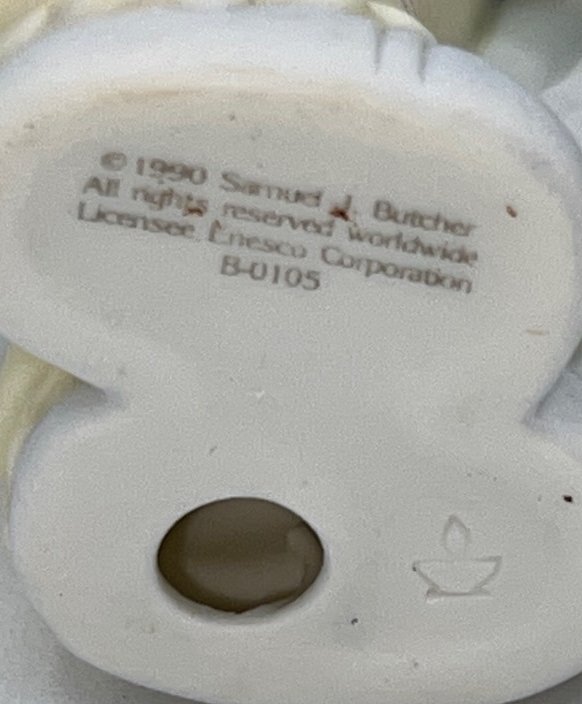 © 1990 Samuel J. Butcher
All rights reserved worldwide
Licensee, Enesco Corporation
B-0105